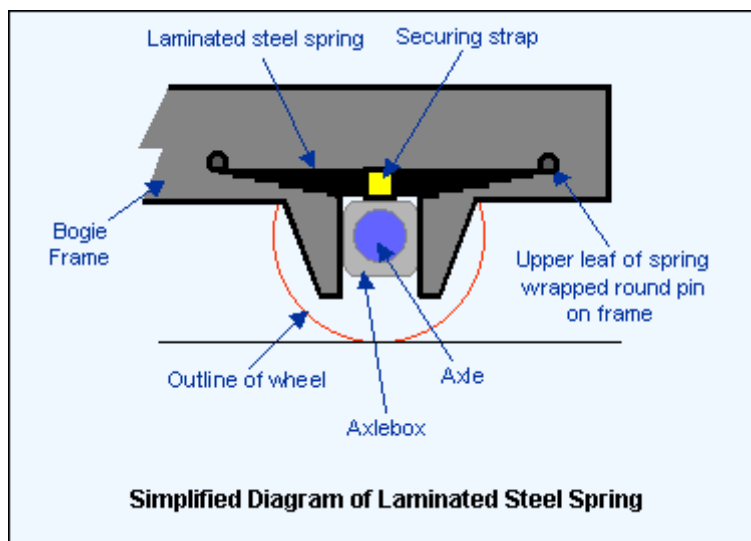 Laminated steel spring
Securing strap
Bogie
Frame
Upper leaf of spring
wrapped round pin
on frame
Outline of wheel
Axle
Axlebox
Simplified Diagram of Laminated Steel Spring